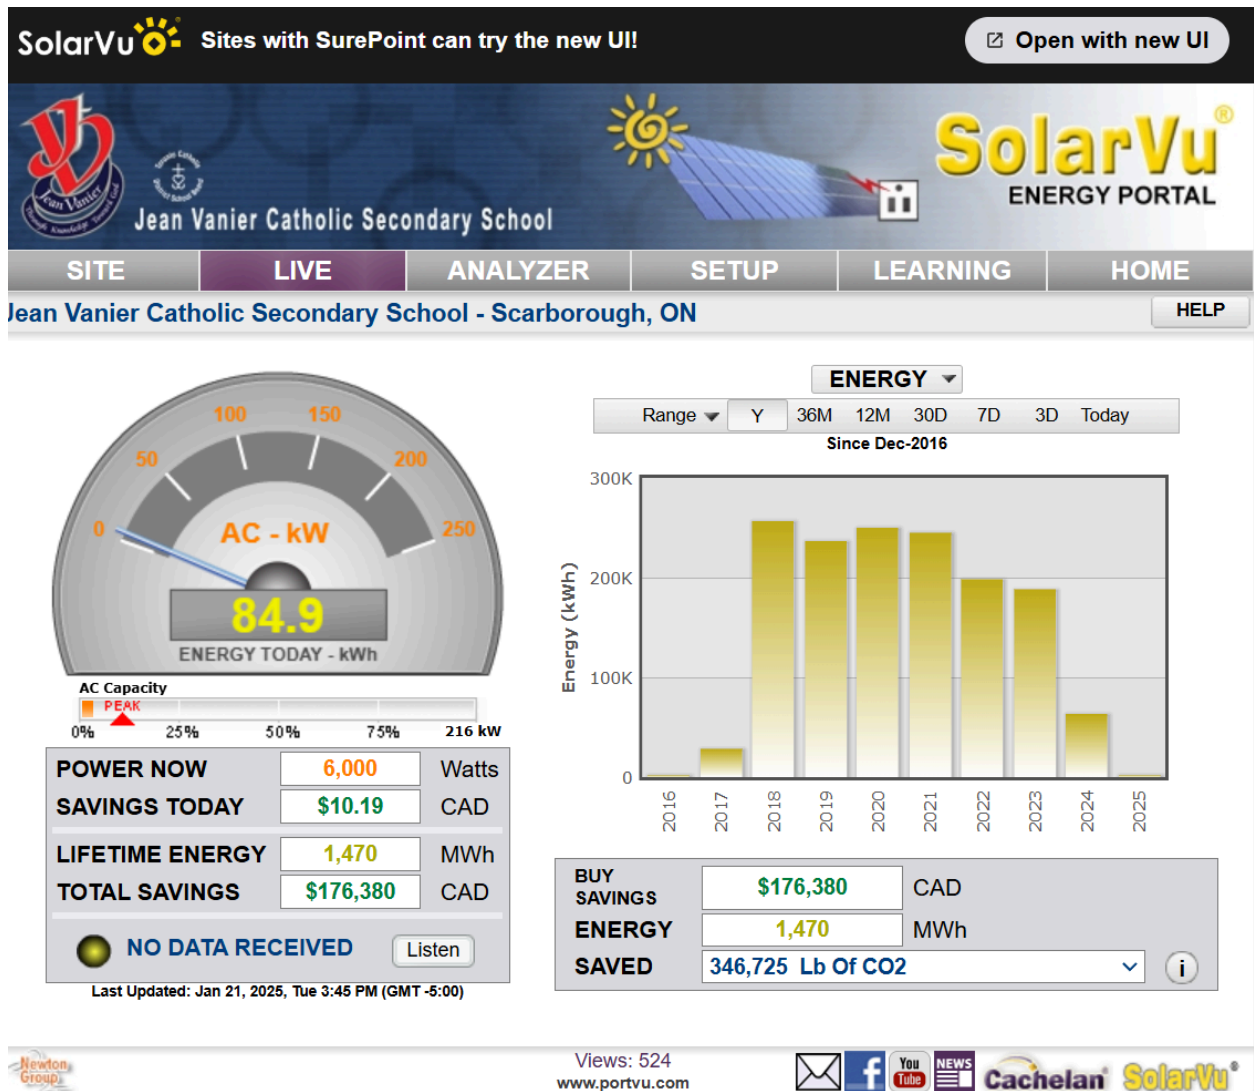 SolarVu Sites with SurePoint can try the new UI! Open with new UI
Jean Vanier
Jean Vanier Catholic Secondary School
SolarVu®
ENERGY PORTAL
SITE LIVE ANALYZER SETUP LEARNING HOME
Jean Vanier Catholic Secondary School - Scarborough, ON HELP
0 50 100 150 200 250
AC - kW
84.9
ENERGY TODAY - kWh
AC Capacity
PEAK
0% 25% 50% 75% 216 kW
POWER NOW 6,000 Watts
SAVINGS TODAY $10.19 CAD
LIFETIME ENERGY 1,470 MWh
TOTAL SAVINGS $176,380 CAD
NO DATA RECEIVED Listen
Last Updated: Jan 21, 2025, Tue 3:45 PM (GMT -5:00)
ENERGY
Range Y 36M 12M 30D 7D 3D Today
Since Dec-2016
Energy (kWh)
300K
200K
100K
0
2016 2017 2018 2019 2020 2021 2022 2023 2024 2025
BUY
SAVINGS $176,380 CAD
ENERGY 1,470 MWh
SAVED 346,725 Lb Of CO2 i
Newton
Group
Views: 524
www.portvu.com
f You Tube NEWS Cachelan SolarVu®